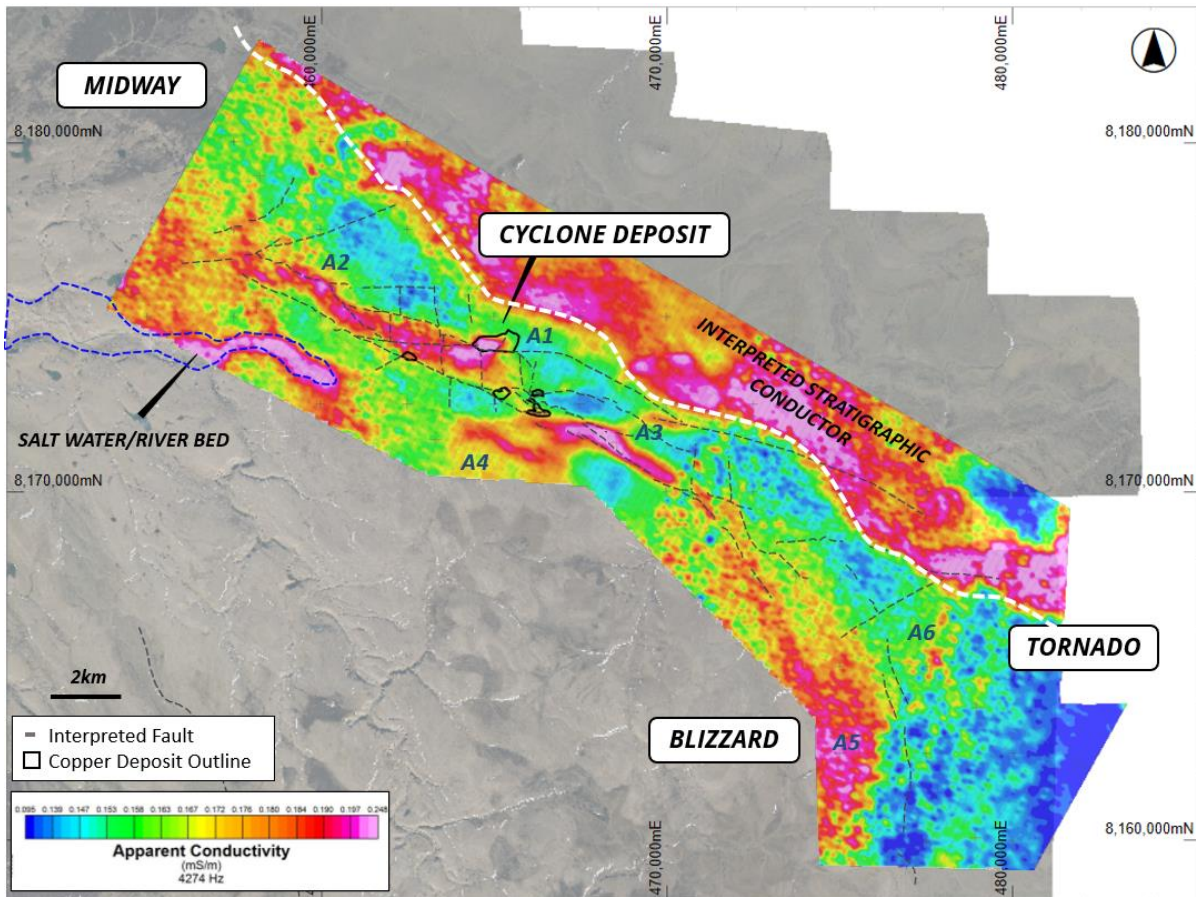 460,000mE
470,000mE
480,000mE
MIDWAY
8,180,000mN
8,180,000mN
CYCLONE DEPOSIT
A2
A1
INTERPRETED STRATIGRAPHIC
CONDUCTOR
SALT WATER/RIVER BED
A3
A4
8,170,000mN
8,170,000mN
A6
TORNADO
2km
BLIZZARD
A5
Interpreted Fault
Copper Deposit Outline
0.095 0.139 0.147 0.153 0.158 0.163 0.167 0.172 0.176 0.180 0.184 0.190 0.197 0.248
Apparent Conductivity
(mS/m)
4274 Hz
8,160,000mN
470,000mE
480,000mE